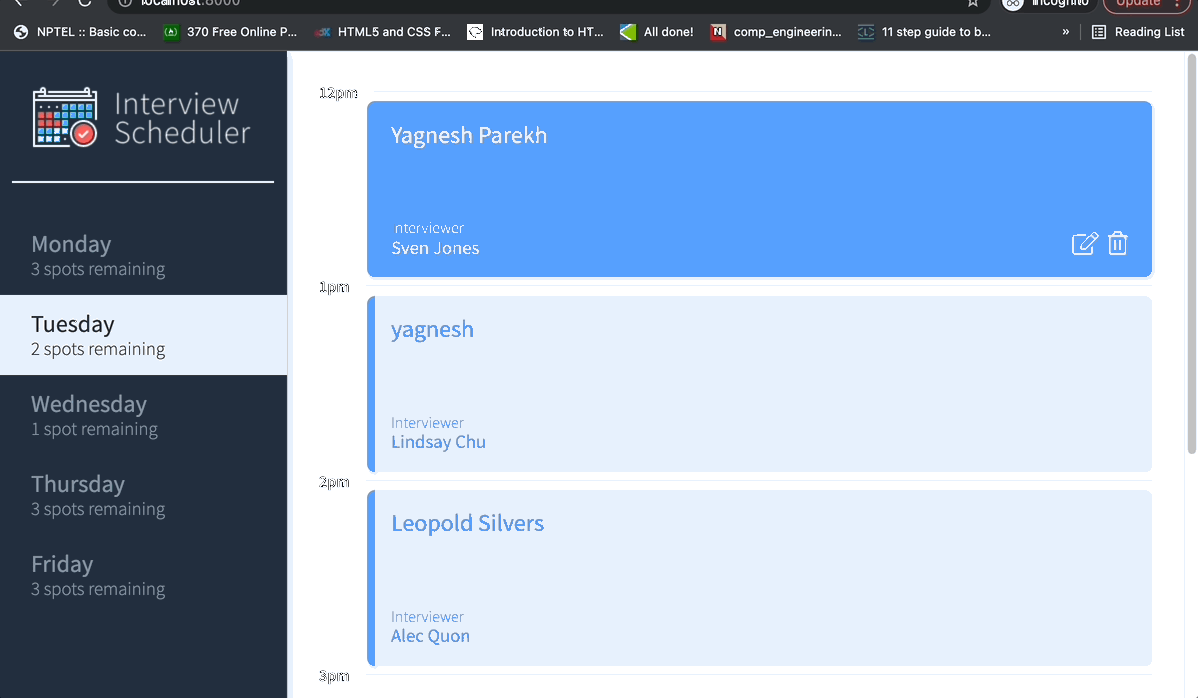 localhost:8000
Incognito
Update
NPTEL :: Basic co...
370 Free Online P...
HTML5 and CSS F...
Introduction to HT...
All done!
comp_engineerin...
11 step guide to b...
»
Reading List
Interview
Scheduler
Monday
3 spots remaining
Tuesday
2 spots remaining
Wednesday
1 spot remaining
Thursday
3 spots remaining
Friday
3 spots remaining
12pm
Yagnesh Parekh
Interviewer
Sven Jones
1pm
yagnesh
Interviewer
Lindsay Chu
2pm
Leopold Silvers
Interviewer
Alec Quon
3pm